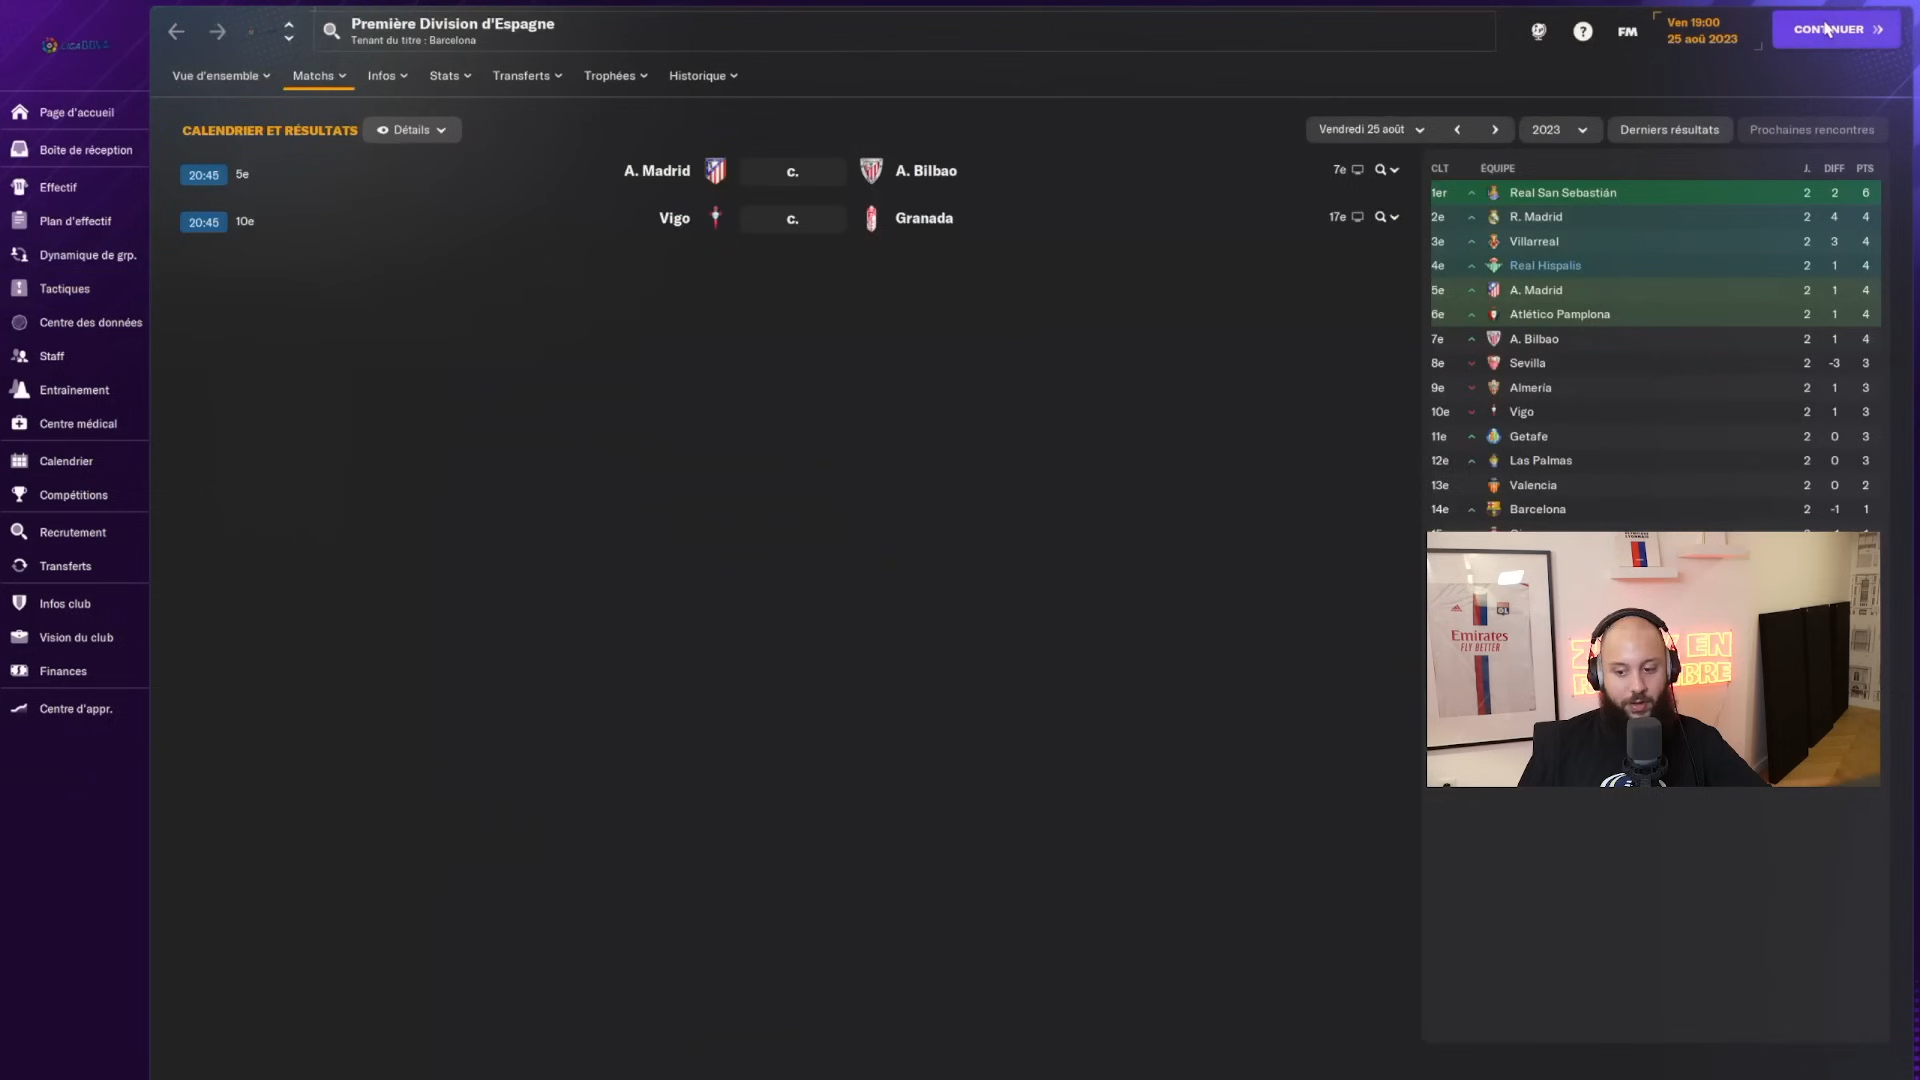 Première Division d'Espagne
Tenant du titre : Barcelona
FM
Ven 19:00
25 aoû 2023
CONTINUER
Vue d'ensemble
Matchs
Infos
Stats
Transferts
Trophées
Historique
Page d'accueil
Boîte de réception
Effectif
Plan d'effectif
Dynamique de grp.
Tactiques
Centre des données
Staff
Entraînement
Centre médical
Calendrier
Compétitions
Recrutement
Transferts
Infos club
Vision du club
Finances
Centre d'appr.
CALENDRIER ET RÉSULTATS
Détails
Vendredi 25 août
2023
Derniers résultats
Prochaines rencontres
20:45 5e A. Madrid c. A. Bilbao 7e
20:45 10e Vigo c. Granada 17e
CLT ÉQUIPE J. DIFF PTS
1er Real San Sebastián 2 2 6
2e R. Madrid 2 4 4
3e Villarreal 2 3 4
4e Real Hispalis 2 1 4
5e A. Madrid 2 1 4
6e Atlético Pamplona 2 1 4
7e A. Bilbao 2 1 4
8e Sevilla 2 -3 3
9e Almería 2 1 3
10e Vigo 2 1 3
11e Getafe 2 0 3
12e Las Palmas 2 0 3
13e Valencia 2 0 2
14e Barcelona 2 -1 1
Emirates
FLY BETTER
EN
BRE